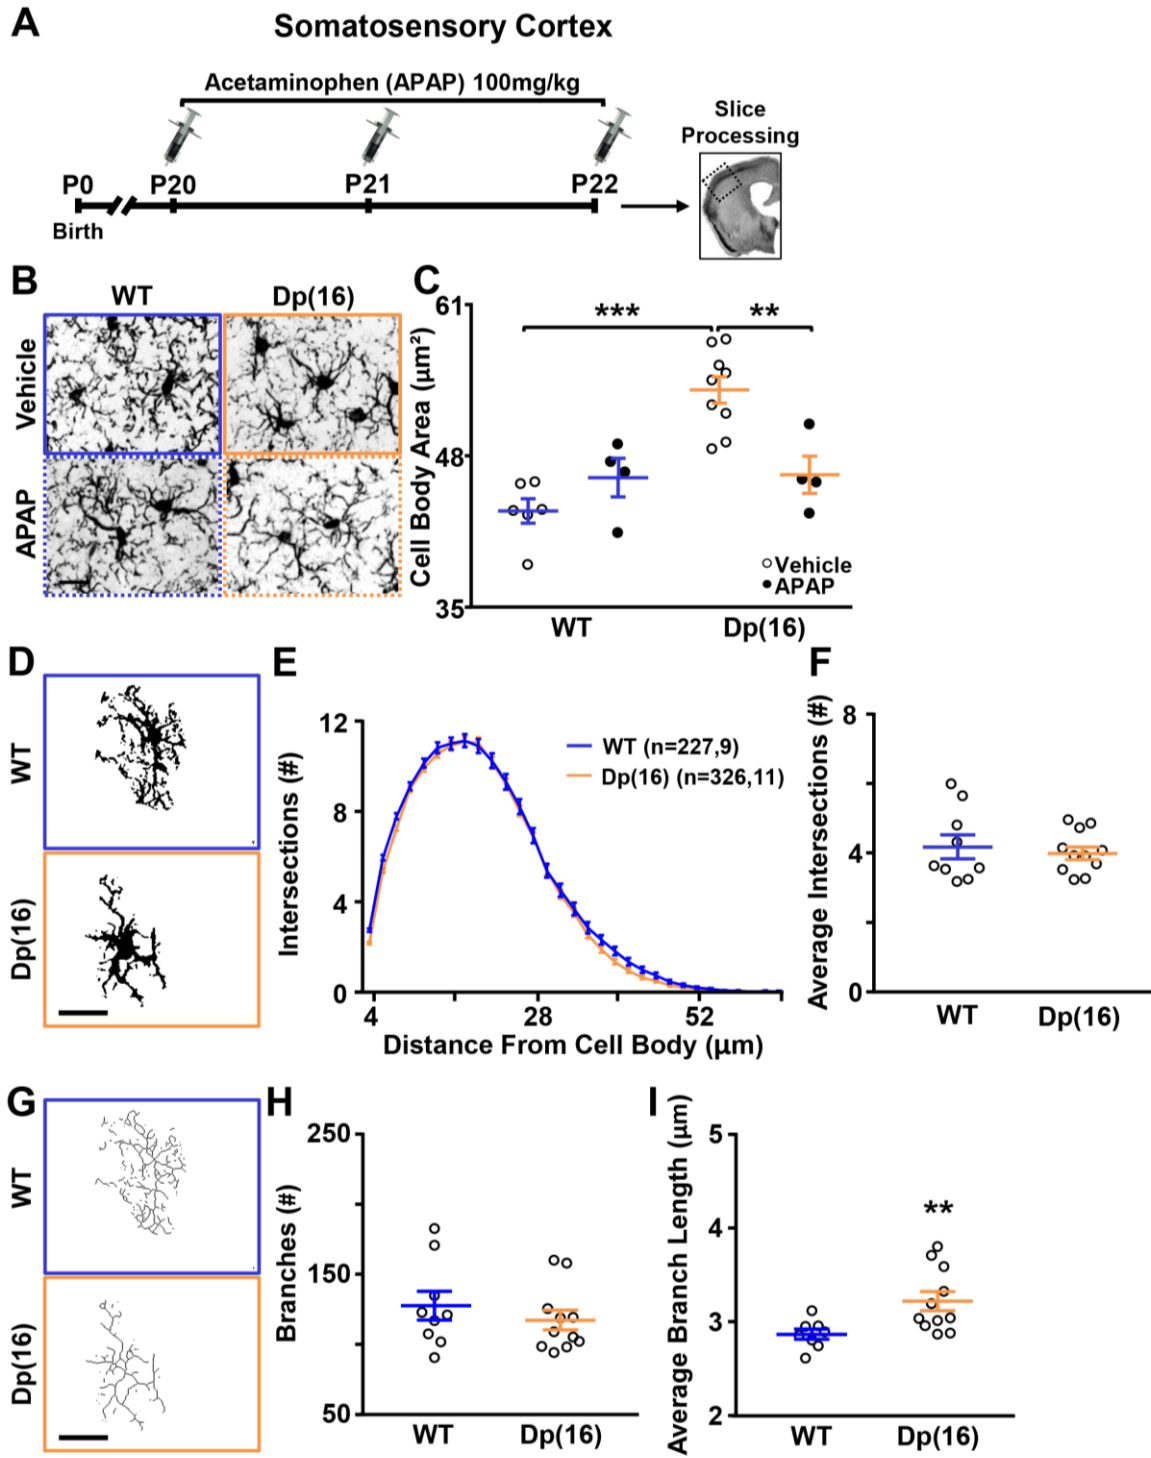 A
Somatosensory Cortex
Acetaminophen (APAP) 100mg/kg
Slice
Processing
P0
P20
P21
P22
Birth
B
WT
Dp(16)
Vehicle
APAP
C
61
48
35
Cell Body Area (µm²)
***
**
Vehicle
APAP
WT
Dp(16)
D
WT
Dp(16)
E
12
8
4
0
Intersections (#)
WT (n=227,9)
Dp(16) (n=326,11)
4
28
52
Distance From Cell Body (µm)
F
8
4
0
Average Intersections (#)
WT
Dp(16)
G
WT
Dp(16)
H
250
150
50
Branches (#)
WT
Dp(16)
I
5
4
3
2
Average Branch Length (µm)
**
WT
Dp(16)